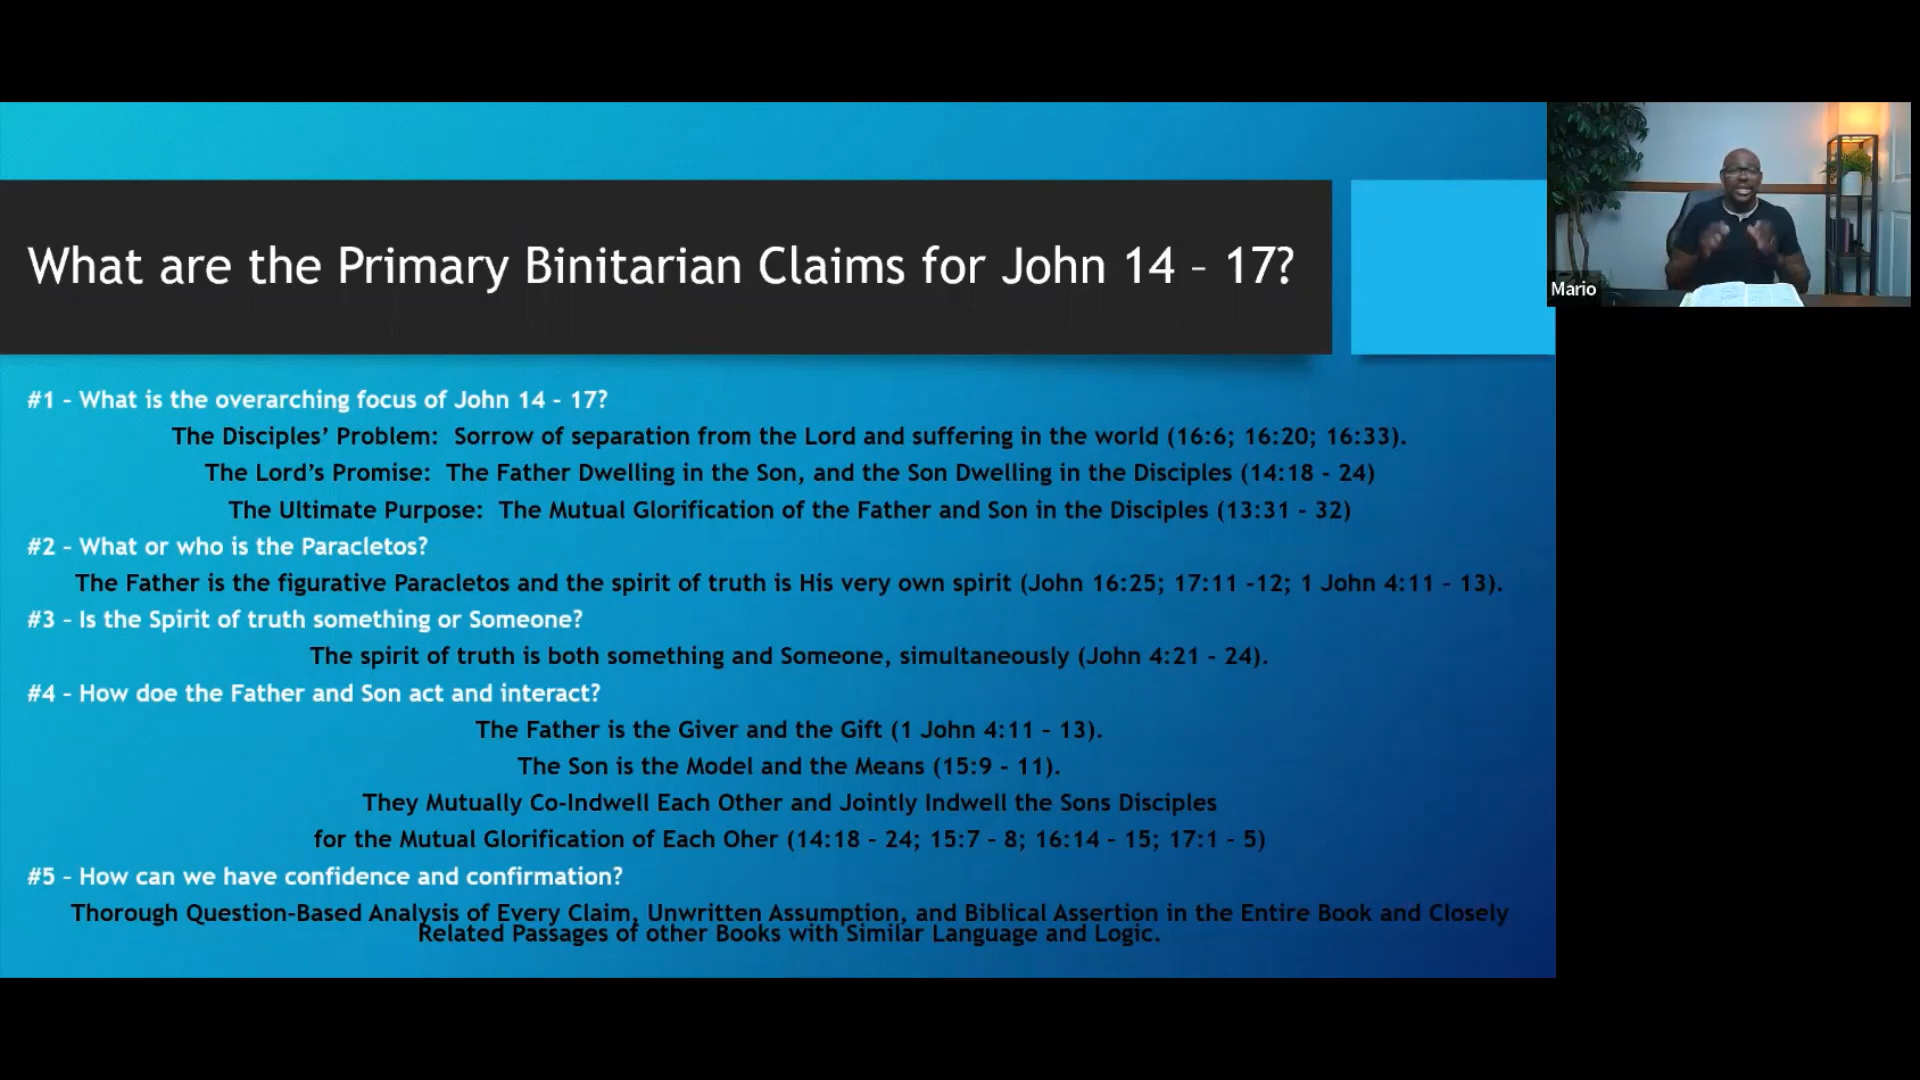 What are the Primary Binitarian Claims for John 14 – 17?
Mario
#1 – What is the overarching focus of John 14 – 17?
The Disciples’ Problem:  Sorrow of separation from the Lord and suffering in the world (16:6; 16:20; 16:33).
The Lord’s Promise:  The Father Dwelling in the Son, and the Son Dwelling in the Disciples (14:18 – 24)
The Ultimate Purpose:  The Mutual Glorification of the Father and Son in the Disciples (13:31 – 32)
#2 – What or who is the Paracletos?
The Father is the figurative Paracletos and the spirit of truth is His very own spirit (John 16:25; 17:11 -12; 1 John 4:11 – 13).
#3 – Is the Spirit of truth something or Someone?
The spirit of truth is both something and Someone, simultaneously (John 4:21 – 24).
#4 – How doe the Father and Son act and interact?
The Father is the Giver and the Gift (1 John 4:11 – 13).
The Son is the Model and the Means (15:9 – 11).
They Mutually Co-Indwell Each Other and Jointly Indwell the Sons Disciples
for the Mutual Glorification of Each Oher (14:18 – 24; 15:7 – 8; 16:14 – 15; 17:1 – 5)
#5 – How can we have confidence and confirmation?
Thorough Question-Based Analysis of Every Claim, Unwritten Assumption, and Biblical Assertion in the Entire Book and Closely
Related Passages of other Books with Similar Language and Logic.